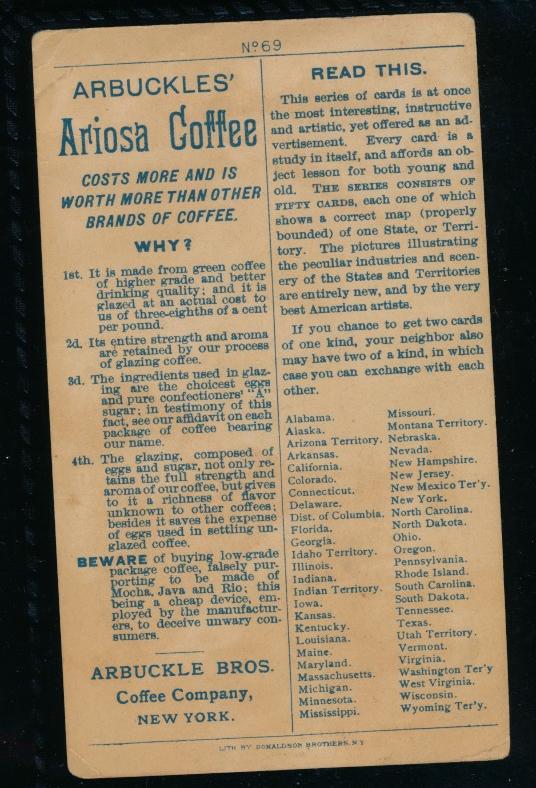 Nº 69
ARBUCKLES'
Ariosa Coffee
COSTS MORE AND IS
WORTH MORE THAN OTHER
BRANDS OF COFFEE.
WHY?
1st. It is made from green coffee
of higher grade and better
drinking quality; and it is
glazed at an actual cost to
us of three-eighths of a cent
per pound.
2d. Its entire strength and aroma
are retained by our process
of glazing coffee.
3d. The ingredients used in glaz-
ing are the choicest eggs
and pure confectioners' "A"
sugar; in testimony of this
fact, see our affidavit on each
package of coffee bearing
our name.
4th. The glazing, composed of
eggs and sugar, not only re-
tains the full strength and
aroma of our coffee, but gives
to it a richness of flavor
unknown to other coffees;
besides it saves the expense
of eggs used in settling un-
glazed coffee.
BEWARE of buying low-grade
package coffee, falsely pur-
porting to be made of
Mocha, Java and Rio; this
being a cheap device, em-
ployed by the manufactur-
ers, to deceive unwary con-
sumers.
ARBUCKLE BROS.
Coffee Company,
NEW YORK.
READ THIS.
This series of cards is at once
the most interesting, instructive
and artistic, yet offered as an ad-
vertisement. Every card is a
study in itself, and affords an ob-
ject lesson for both young and
old. THE SERIES CONSISTS OF
FIFTY CARDS, each one of which
shows a correct map (properly
bounded) of one State, or Terri-
tory. The pictures illustrating
the peculiar industries and scen-
ery of the States and Territories
are entirely new, and by the very
best American artists.
If you chance to get two cards
of one kind, your neighbor also
may have two of a kind, in which
case you can exchange with each
other.
Alabama.
Alaska.
Arizona Territory.
Arkansas.
California.
Colorado.
Connecticut.
Delaware.
Dist. of Columbia.
Florida.
Georgia.
Idaho Territory.
Illinois.
Indiana.
Indian Territory.
Iowa.
Kansas.
Kentucky.
Louisiana.
Maine.
Maryland.
Massachusetts.
Michigan.
Minnesota.
Mississippi.
Missouri.
Montana Territory.
Nebraska.
Nevada.
New Hampshire.
New Jersey.
New Mexico Ter'y.
New York.
North Carolina.
North Dakota.
Ohio.
Oregon.
Pennsylvania.
Rhode Island.
South Carolina.
South Dakota.
Tennessee.
Texas.
Utah Territory.
Vermont.
Virginia.
Washington Ter'y
West Virginia.
Wisconsin.
Wyoming Ter'y.
LITH BY DONALDSON BROTHERS, N.Y